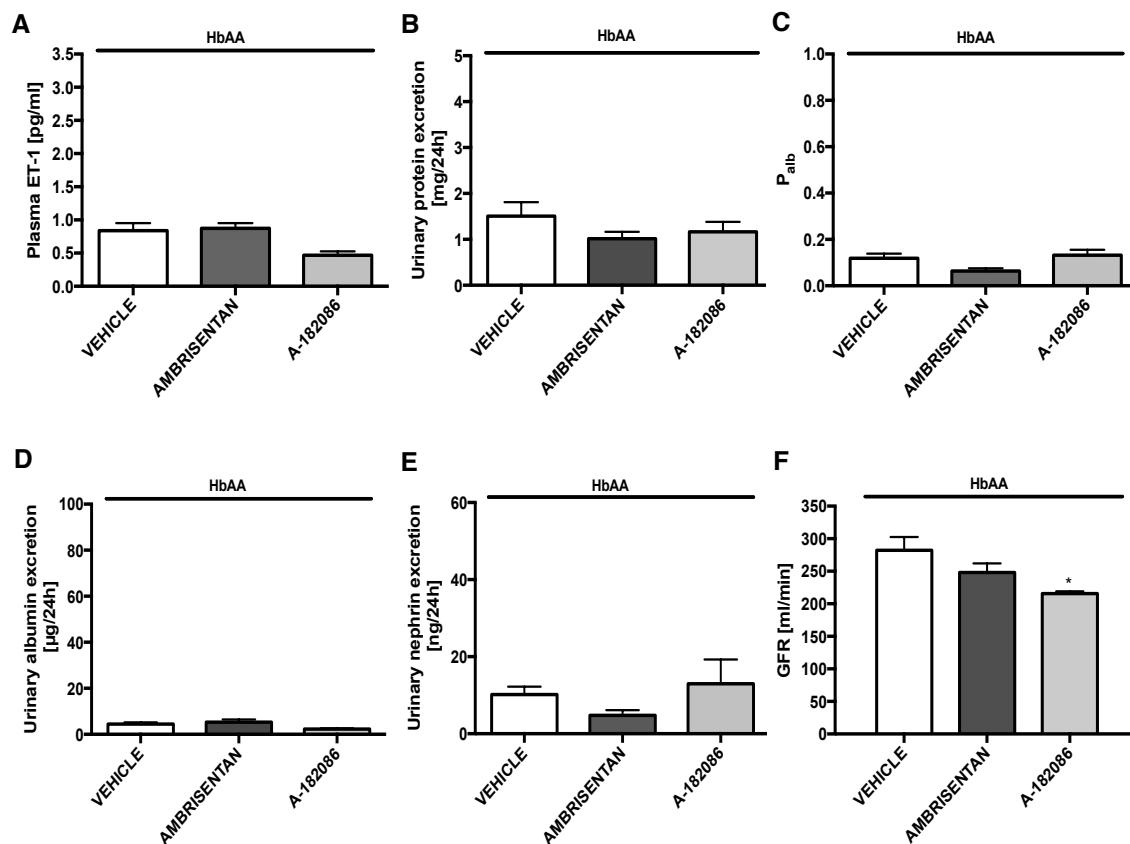 A
HbAA
Plasma ET-1 [pg/ml]
3.5
3.0
2.5
2.0
1.5
1.0
0.5
0.0
VEHICLE
AMBRISENTAN
A-182086
B
HbAA
Urinary protein excretion
[mg/24h]
5
4
3
2
1
0
VEHICLE
AMBRISENTAN
A-182086
C
HbAA
Palb
1.0
0.8
0.6
0.4
0.2
0.0
VEHICLE
AMBRISENTAN
A-182086
D
HbAA
Urinary albumin excretion
[µg/24h]
100
80
60
40
20
0
VEHICLE
AMBRISENTAN
A-182086
E
HbAA
Urinary nephrin excretion
[ng/24h]
60
40
20
0
VEHICLE
AMBRISENTAN
A-182086
F
HbAA
GFR [ml/min]
350
300
250
200
150
100
50
0
*
VEHICLE
AMBRISENTAN
A-182086